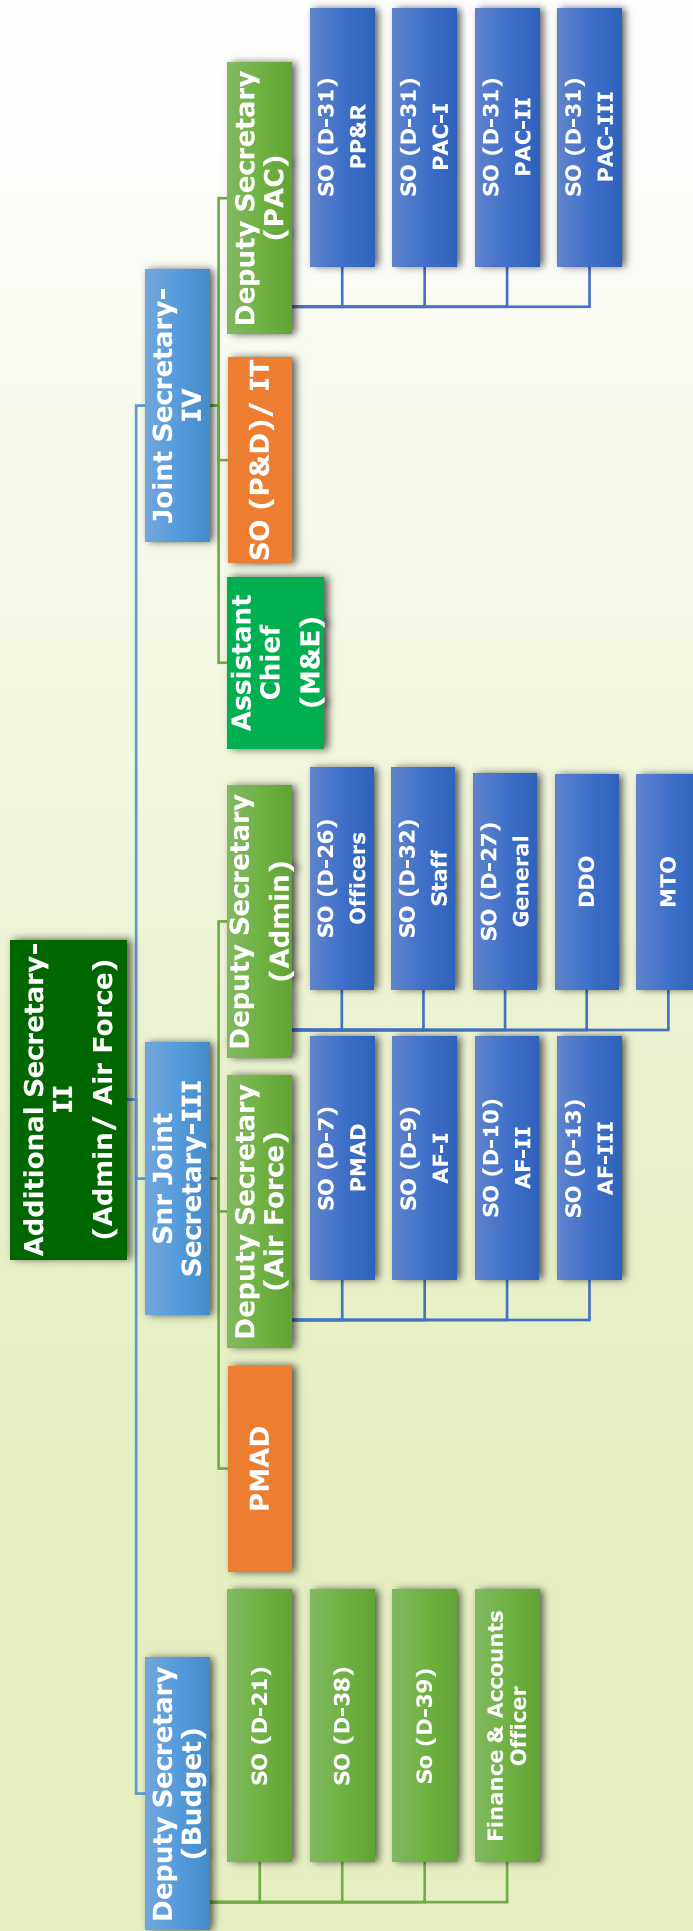 Additional Secretary-
II
(Admin/ Air Force)
Deputy Secretary
(Budget)
SO (D-21)
SO (D-38)
So (D-39)
Finance & Accounts
Officer
Snr Joint
Secretary-III
PMAD
Deputy Secretary
(Air Force)
SO (D-7)
PMAD
SO (D-9)
AF-I
SO (D-10)
AF-II
SO (D-13)
AF-III
Deputy Secretary
(Admin)
SO (D-26)
Officers
SO (D-32)
Staff
SO (D-27)
General
DDO
MTO
Joint Secretary-
IV
Assistant
Chief
(M&E)
SO (P&D)/ IT
Deputy Secretary
(PAC)
SO (D-31)
PP&R
SO (D-31)
PAC-I
SO (D-31)
PAC-II
SO (D-31)
PAC-III